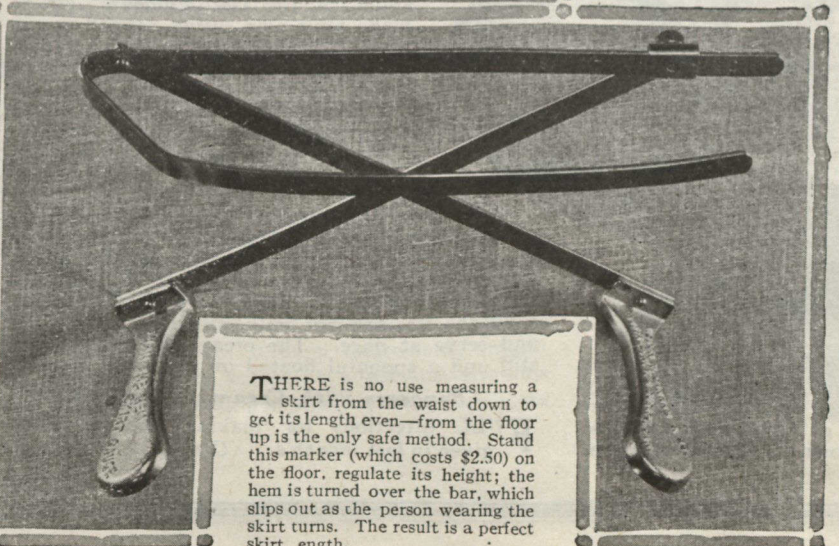 THERE is no use measuring a
skirt from the waist down to
get its length even—from the floor
up is the only safe method. Stand
this marker (which costs $2.50) on
the floor, regulate its height; the
hem is turned over the bar, which
slips out as the person wearing the
skirt turns. The result is a perfect
skirt